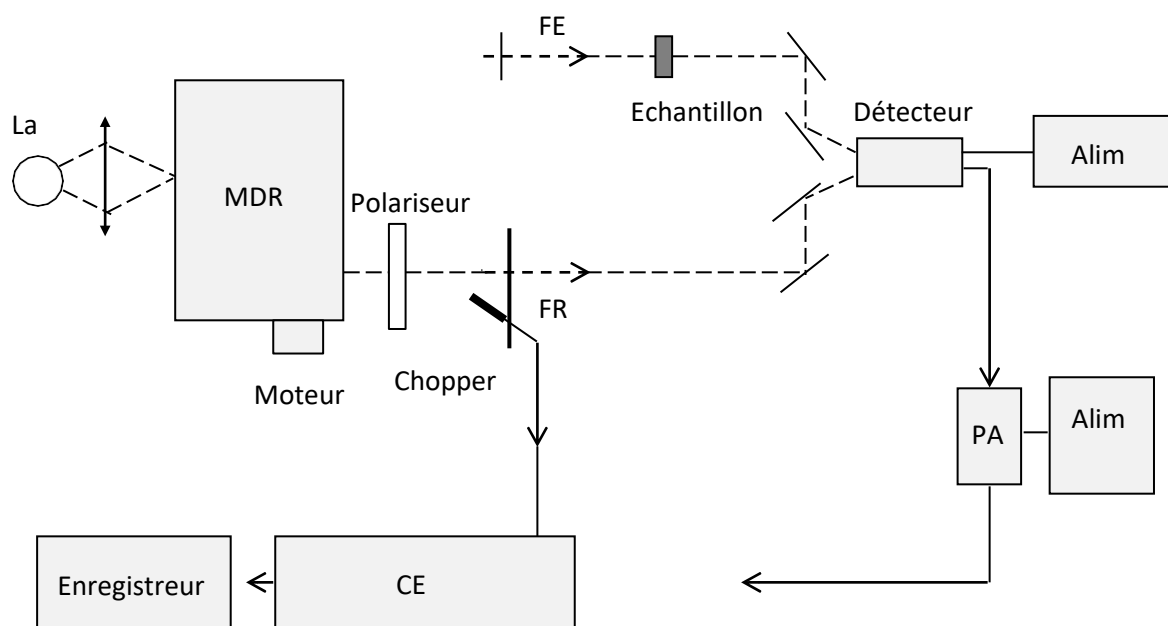 FE
La
Echantillon
Détecteur
Alim
MDR
Polariseur
FR
Chopper
Moteur
PA
Alim
Enregistreur
CE